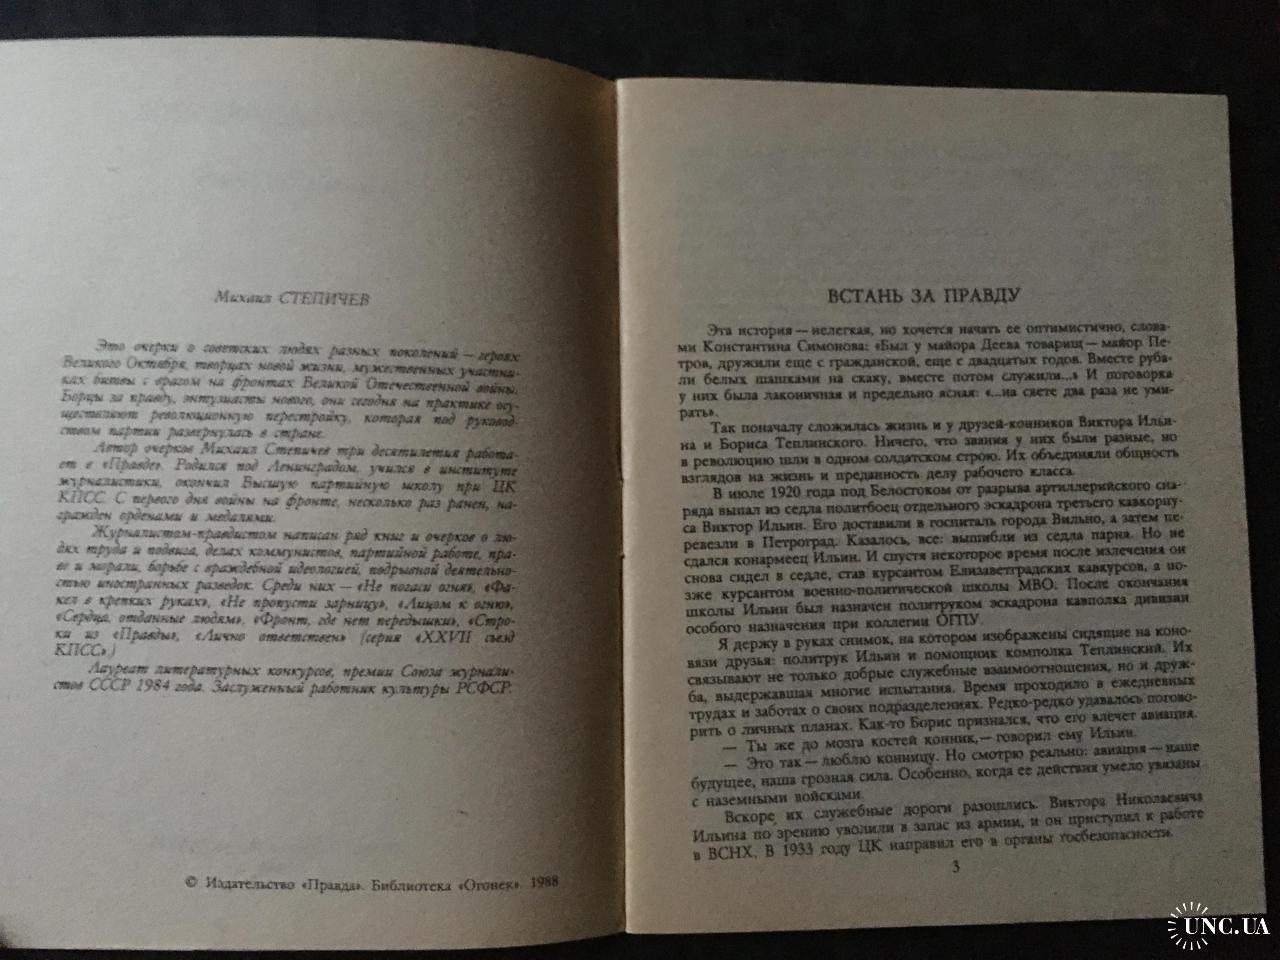 Михаил СТЕПИЧЕВ
Это очерки о советских людях разных поколений — героях
Великого Октября, творцах новой жизни, мужественных участни-
ках битвы с врагом на фронтах Великой Отечественной войны.
Борцы за правду, энтузиасты нового, они сегодня на практике осу-
ществляют революционную перестройку, которая под руковод-
ством партии развернулась в стране.
Автор очерков Михаил Степичев три десятилетия работа-
ет в «Правде». Родился под Ленинградом, учился в институте
журналистики, окончил Высшую партийную школу при ЦК
КПСС. С первого дня войны на фронте, несколько раз ранен, на-
гражден орденами и медалями.
Журналистом-правдистом написан ряд книг и очерков о лю-
дях труда и подвига, делах коммунистов, партийной работе, пра-
ве и морали, борьбе с враждебной идеологией, подрывной деятельно-
стью иностранных разведок. Среди них — «Не погаси огня», «Фа-
кел в крепких руках», «Не пропусти зарницу», «Лицом к огню»,
«Сердца, отданные людям», «Фронт, где нет передышки», «Стро-
ки из «Правды», «Лично ответствен» (серия «XXVII съезд
КПСС».)
Лауреат литературных конкурсов, премии Союза журнали-
стов СССР 1984 года. Заслуженный работник культуры РСФСР.
© Издательство «Правда». Библиотека «Огонек». 1988
ВСТАНЬ ЗА ПРАВДУ
Эта история — нелегкая, но хочется начать ее оптимистично, слова-
ми Константина Симонова: «Был у майора Деева товарищ — майор Пе-
тров, дружили еще с гражданской, еще с двадцатых годов. Вместе руба-
ли белых шашками на скаку, вместе потом служили...» И поговорка
у них была лаконичная и предельно ясная: «...на свете два раза не уми-
рать».
Так поначалу сложилась жизнь и у друзей-конников Виктора Ильи-
на и Бориса Теплинского. Ничего, что звания у них были разные, но
в революцию шли в одном солдатском строю. Их объединяли общность
взглядов на жизнь и преданность делу рабочего класса.
В июле 1920 года под Белостоком от разрыва артиллерийского сна-
ряда выпал из седла политбоец отдельного эскадрона третьего кавкорпу-
са Виктор Ильин. Его доставили в госпиталь города Вильно, а затем пе-
ревезли в Петроград. Казалось, все: вышибли из седла парня. Но не
сдался конармеец Ильин. И спустя некоторое время после излечения он
снова сидел в седле, став курсантом Елизаветградских кавкурсов, а по-
зже курсантом военно-политической школы МВО. После окончания
школы Ильин был назначен политруком эскадрона кавполка дивизии
особого назначения при коллегии ОГПУ.
Я держу в руках снимок, на котором изображены сидящие на коно-
вязи друзья: политрук Ильин и помощник комполка Теплинский. Их
связывают не только добрые служебные взаимоотношения, но и друж-
ба, выдержавшая многие испытания. Время проходило в ежедневных
трудах и заботах о своих подразделениях. Редко-редко удавалось погово-
рить о личных планах. Как-то Борис признался, что его влечет авиация.
— Ты же до мозга костей конник,— говорил ему Ильин.
— Это так — люблю конницу. Но смотрю реально: авиация — наше
будущее, наша грозная сила. Особенно, когда ее действия умело увязаны
с наземными войсками.
Вскоре их служебные дороги разошлись. Виктора Николаевича
Ильина по зрению уволили в запас из армии, и он приступил к работе
в ВСНХ. В 1933 году ЦК направил его в органы госбезопасности.
3
UNC.UA